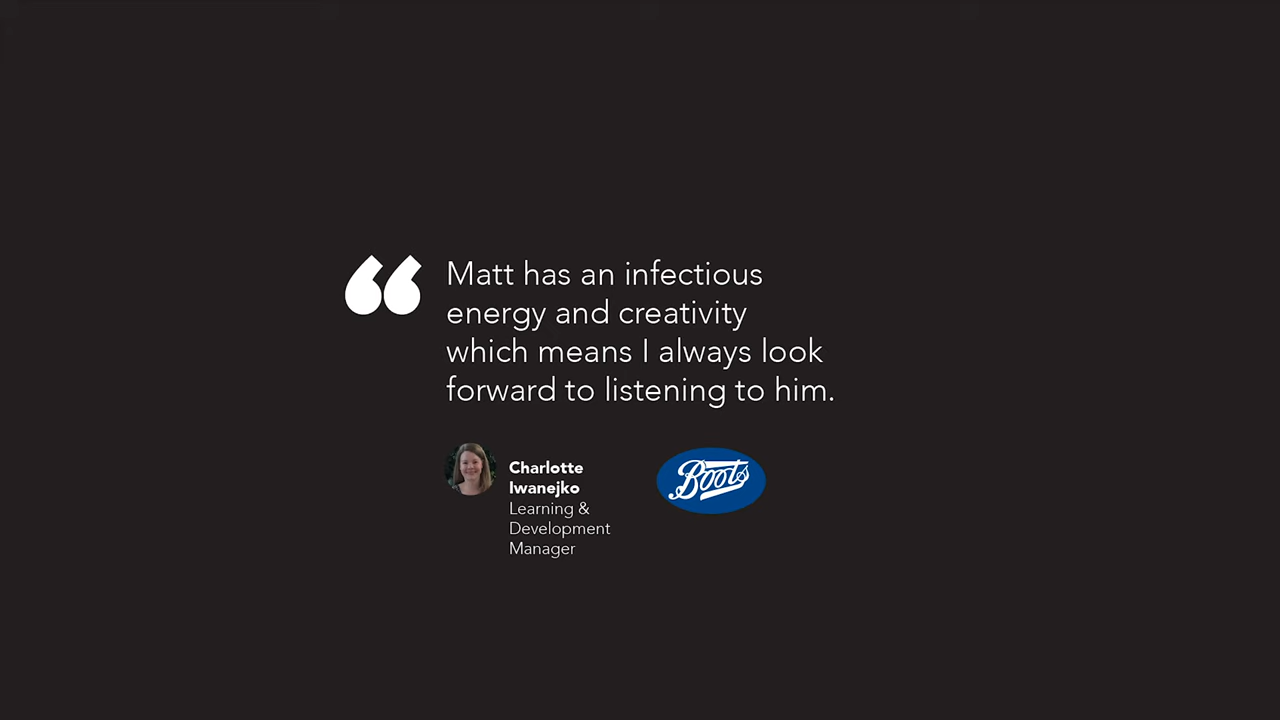 Matt has an infectious
energy and creativity
which means I always look
forward to listening to him.
Charlotte
Iwanejko
Learning &
Development
Manager
Boots